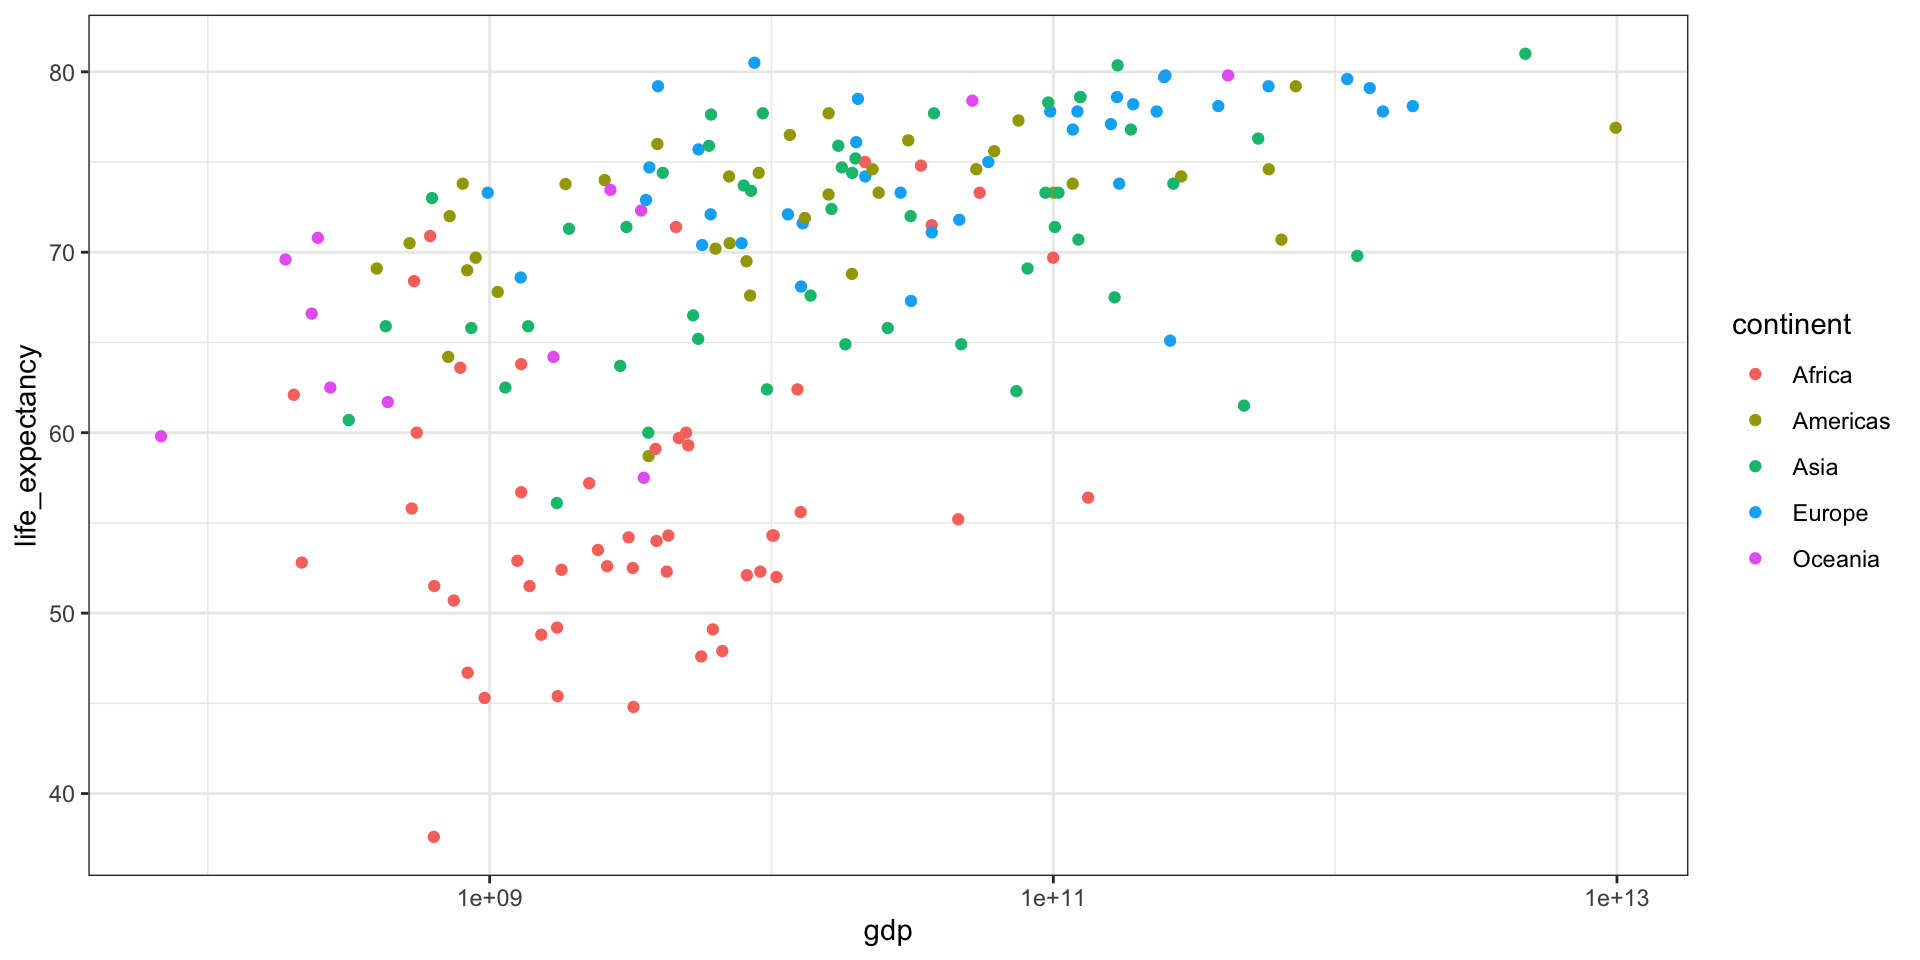 80
70
60
50
40
life_expectancy
1e+09
1e+11
1e+13
gdp
continent
Africa
Americas
Asia
Europe
Oceania